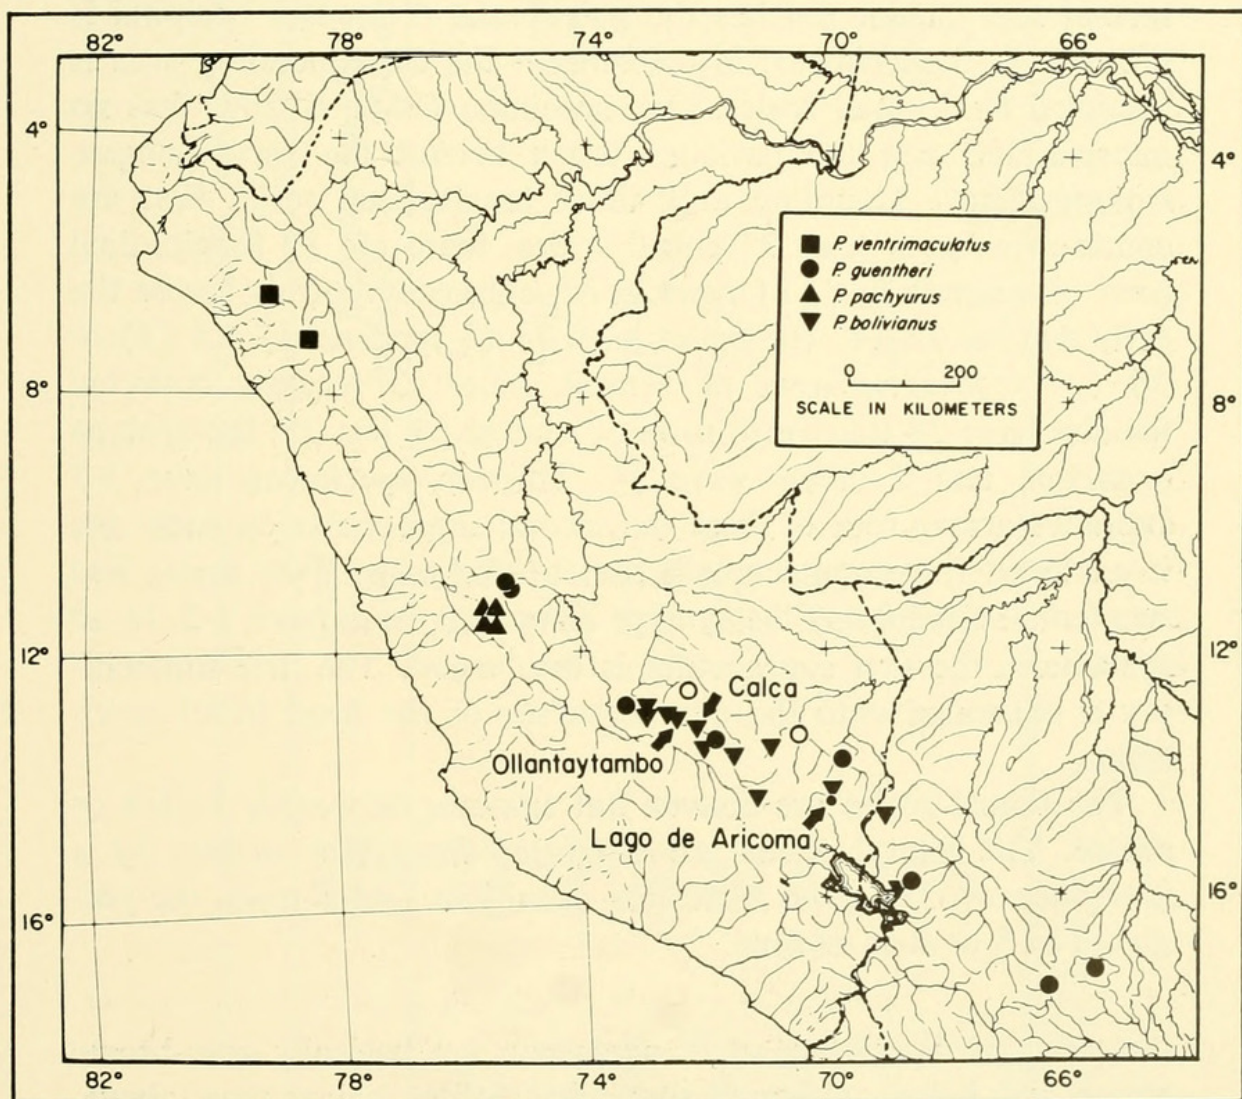 82° 78° 74° 70° 66°
4° 4°
P. ventrimaculatus
P. guentheri
P. pachyurus
P. bolivianus
0 200
SCALE IN KILOMETERS
8° 8°
12° 12°
Calca
Ollantaytambo
Lago de Aricoma
16° 16°
82° 78° 74° 70° 66°